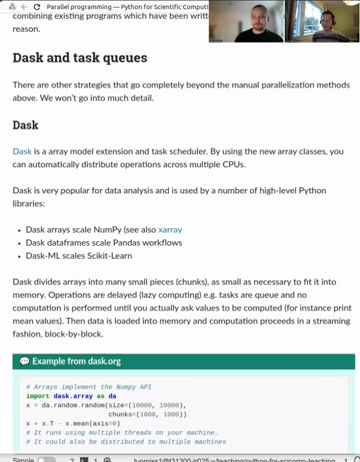 Parallel programming — Python for Scientific Computi
combining existing programs which have been writt
reason.
Dask and task queues
There are other strategies that go completely beyond the manual parallelization methods
above. We won't go into much detail.
Dask
Dask is a array model extension and task scheduler. By using the new array classes, you
can automatically distribute operations across multiple CPUs.
Dask is very popular for data analysis and is used by a number of high-level Python
libraries:
• Dask arrays scale NumPy (see also xarray
• Dask dataframes scale Pandas workflows
• Dask-ML scales Scikit-Learn
Dask divides arrays into many small pieces (chunks), as small as necessary to fit it into
memory. Operations are delayed (lazy computing) e.g. tasks are queue and no
computation is performed until you actually ask values to be computed (for instance print
mean values). Then data is loaded into memory and computation proceeds in a streaming
fashion, block-by-block.
Example from dask.org
# Arrays implement the Numpy API
import dask.array as da
x = da.random.random(size=(10000, 10000),
chunks=(1000, 1000))
x + x.T - x.mean(axis=0)
# It runs using multiple threads on your machine.
# It could also be distributed to multiple machines
Simple